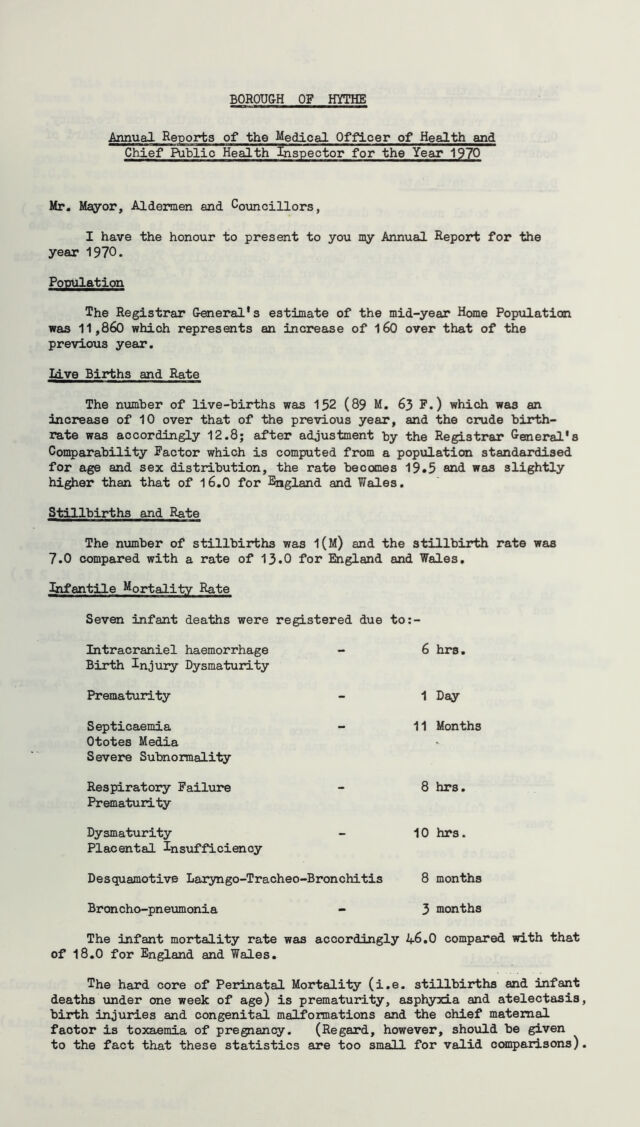 BOROUGH OF HYTHE
Annual Reports of the Medical Officer of Health and
Chief Public Health Inspector for the Year 1970
Mr. Mayor, Aldermen and Councillors,
I have the honour to present to you my Annual Report for the
year 1970.
Population
The Registrar General's estimate of the mid-year Home Population
was 11,860 which represents an increase of 160 over that of the
previous year.
Live Births and Rate
The number of live-births was 152 (89 M. 63 F.) which was an
increase of 10 over that of the previous year, and the crude birth-
rate was accordingly 12.8; after adjustment by the Registrar General's
Comparability Factor which is computed from a population standardised
for age and sex distribution, the rate becomes 19.5 and was slightly
higher than that of 16.0 for England and Wales.
Stillbirths and Rate
The number of stillbirths was 1(M) and the stillbirth rate was
7.0 compared with a rate of 13.0 for England and Wales.
Infantile Mortality Rate
Seven infant deaths were registered due to:-
Intracraniel haemorrhage - 6 hrs.
Birth Injury Dysmaturity
Prematurity - 1 Day
Septicaemia - 11 Months
Ototes Media
Severe Subnormality
Respiratory Failure - 8 hrs.
Prematurity
Dysmaturity - 10 hrs.
Placental Insufficiency
Desquamotive Laryngo-Tracheo-Bronchitis 8 months
Broncho-pneumonia - 3 months
The infant mortality rate was accordingly 46.0 compared with that
of 18.0 for England and Wales.
The hard core of Perinatal Mortality (i.e. stillbirths and infant
deaths under one week of age) is prematurity, asphyxia and atelectasis,
birth injuries and congenital malformations and the chief maternal
factor is toxaemia of pregnancy. (Regard, however, should be given
to the fact that these statistics are too small for valid comparisons).